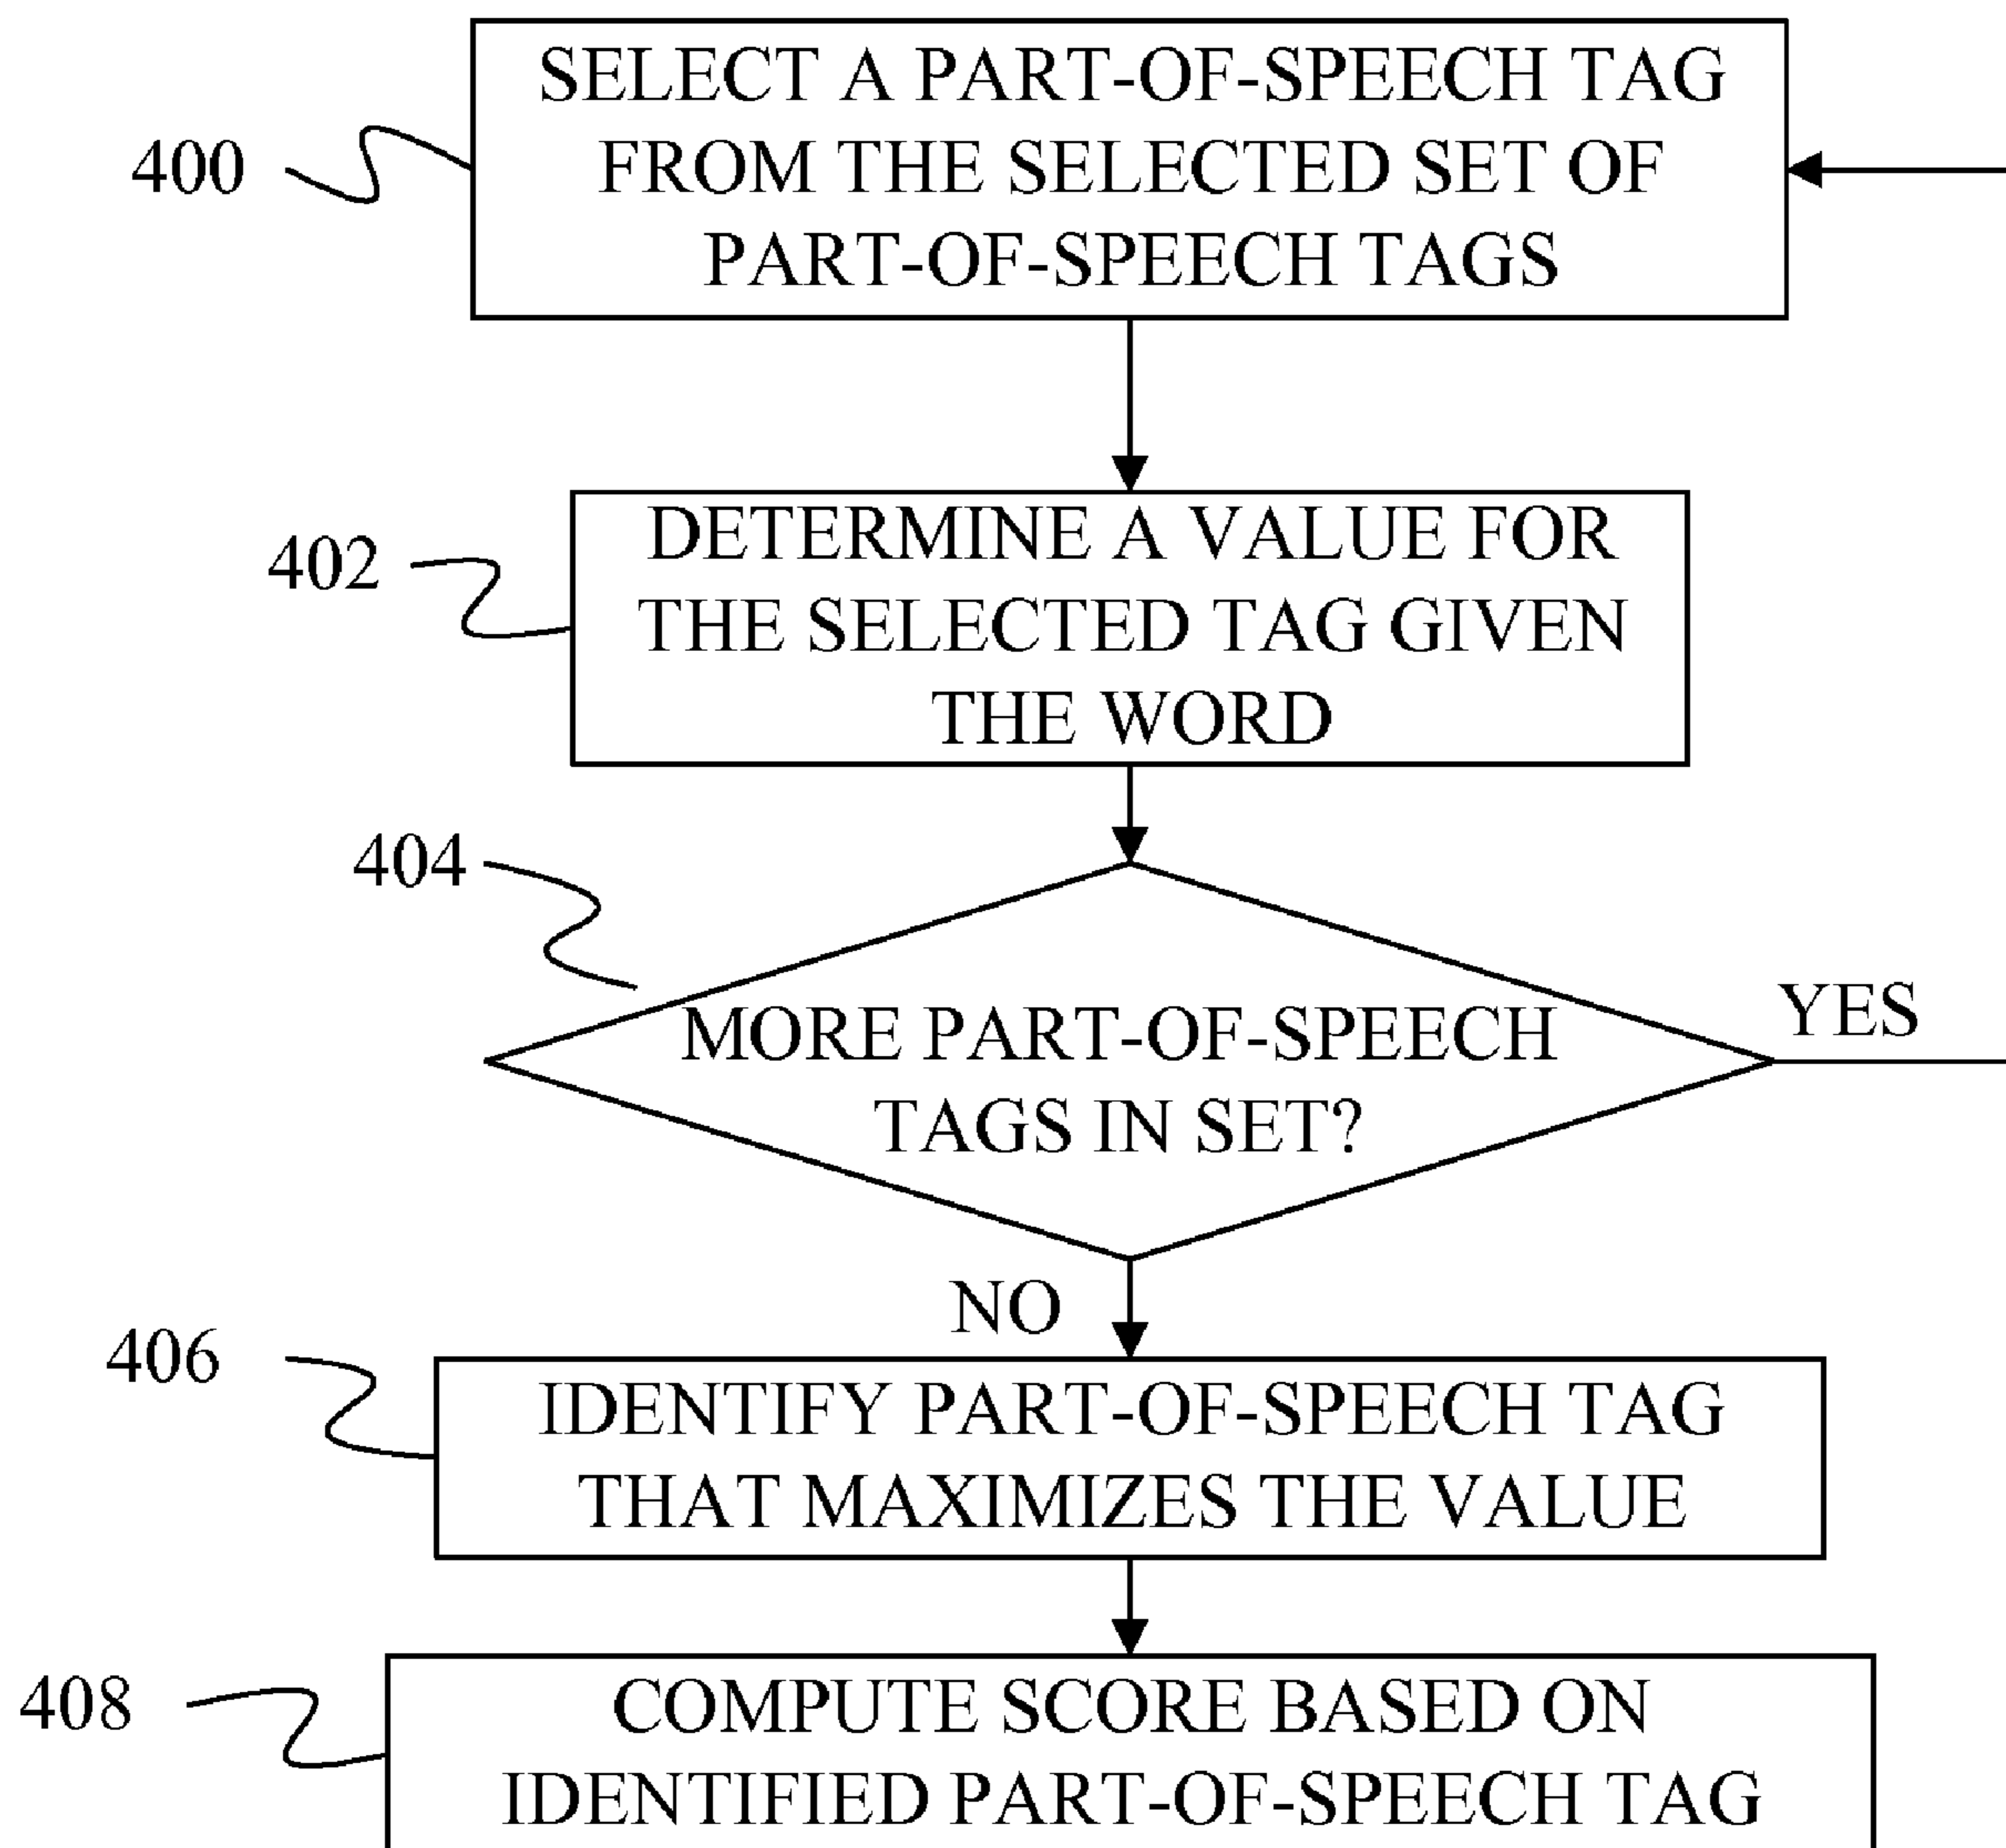 400
SELECT A PART-OF-SPEECH TAG
FROM THE SELECTED SET OF
PART-OF-SPEECH TAGS
402
DETERMINE A VALUE FOR
THE SELECTED TAG GIVEN
THE WORD
404
MORE PART-OF-SPEECH
TAGS IN SET?
YES
NO
406
IDENTIFY PART-OF-SPEECH TAG
THAT MAXIMIZES THE VALUE
408
COMPUTE SCORE BASED ON
IDENTIFIED PART-OF-SPEECH TAG